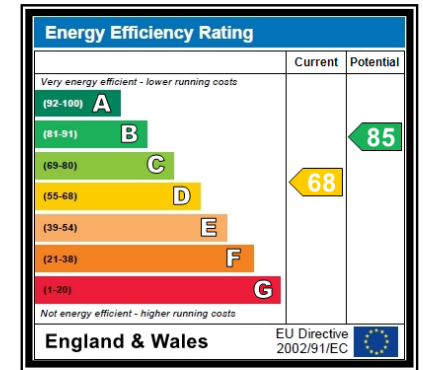 Energy Efficiency Rating
Current Potential
Very energy efficient - lower running costs
(92-100) A
(81-91) B
85
(69-80) C
(55-68) D
68
(39-54) E
(21-38) F
(1-20) G
Not energy efficient - higher running costs
England & Wales
EU Directive
2002/91/EC